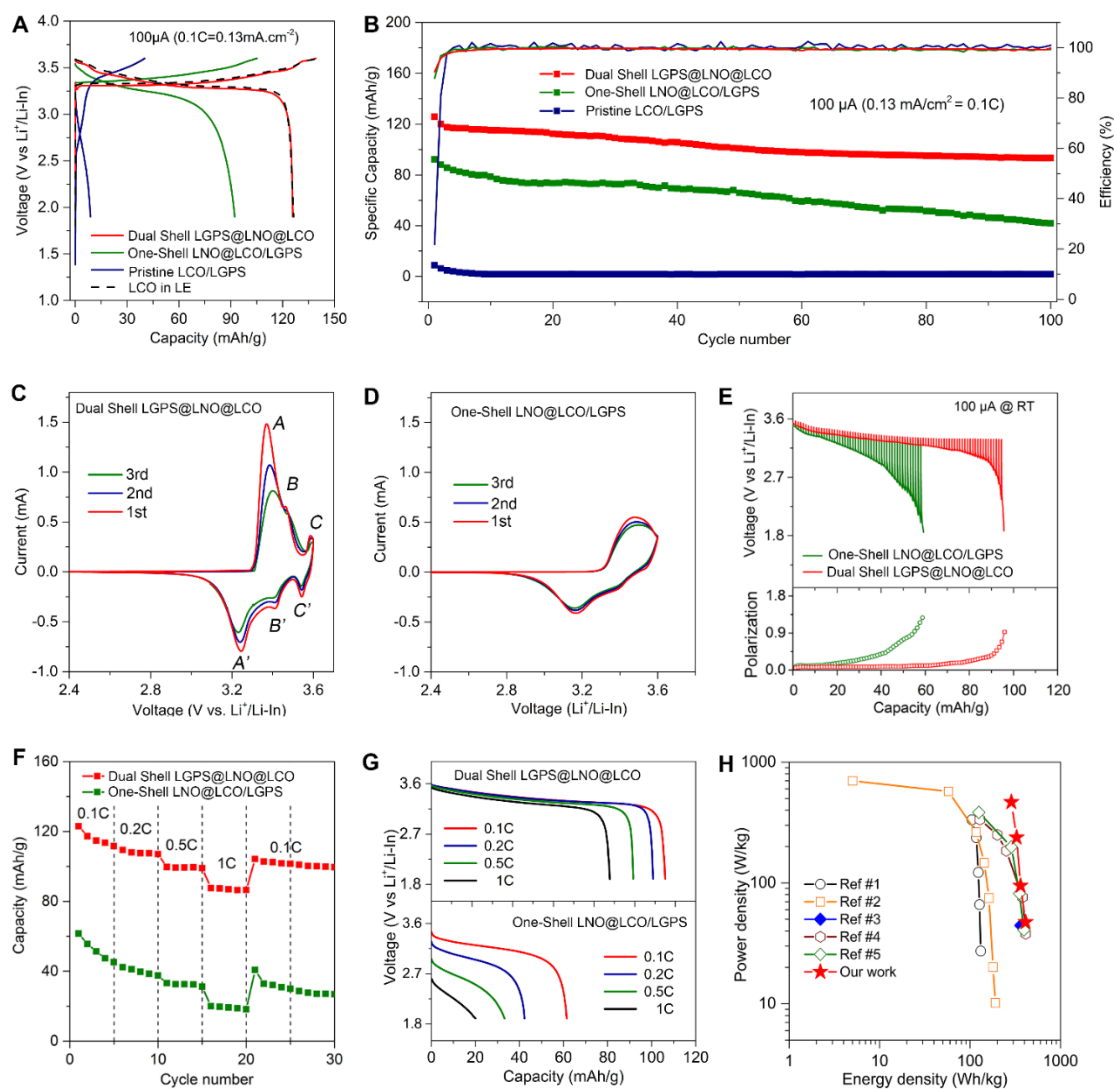 A
100μA (0.1C=0.13mA.cm⁻²)
4.0
3.5
3.0
2.5
2.0
1.5
1.0
Voltage (V vs Li⁺/Li-In)
Dual Shell LGPS@LNO@LCO
One-Shell LNO@LCO/LGPS
Pristine LCO/LGPS
LCO in LE
0 30 60 90 120 150
Capacity (mAh/g)
B
200
160
120
80
40
0
Specific Capacity (mAh/g)
Dual Shell LGPS@LNO@LCO
One-Shell LNO@LCO/LGPS
Pristine LCO/LGPS
100 μA (0.13 mA/cm² = 0.1C)
110
100
90
80
70
60
50
40
30
20
10
0
Efficiency (%)
0 20 40 60 80 100
Cycle number
C
Dual Shell LGPS@LNO@LCO
1.5
1.0
0.5
0.0
-0.5
-1.0
Current (mA)
3rd
2nd
1st
A
B
C
A'
B'
C'
2.4 2.8 3.2 3.6
Voltage (V vs. Li⁺/Li-In)
D
One-Shell LNO@LCO/LGPS
1.5
1.0
0.5
0.0
-0.5
-1.0
Current (mA)
3rd
2nd
1st
2.4 2.8 3.2 3.6
Voltage (Li⁺/Li-In)
E
100 μA @ RT
3.6
2.7
1.8
Voltage (V vs Li⁺/Li-In)
One-Shell LNO@LCO/LGPS
Dual Shell LGPS@LNO@LCO
1.8
0.9
0.0
Polarization
0 20 40 60 80 100 120
Capacity (mAh/g)
F
160
120
80
40
0
Capacity (mAh/g)
Dual Shell LGPS@LNO@LCO
One-Shell LNO@LCO/LGPS
0.1C
0.2C
0.5C
1C
0.1C
0 10 20 30
Cycle number
G
Dual Shell LGPS@LNO@LCO
3.6
2.7
1.8
0.1C
0.2C
0.5C
1C
One-Shell LNO@LCO/LGPS
3.6
2.7
1.8
0.1C
0.2C
0.5C
1C
Voltage (V vs Li⁺/Li-In)
0 20 40 60 80 100 120
Capacity (mAh/g)
H
1000
100
10
Power density (W/kg)
Ref #1
Ref #2
Ref #3
Ref #4
Ref #5
Our work
1 10 100 1000
Energy density (Wh/kg)